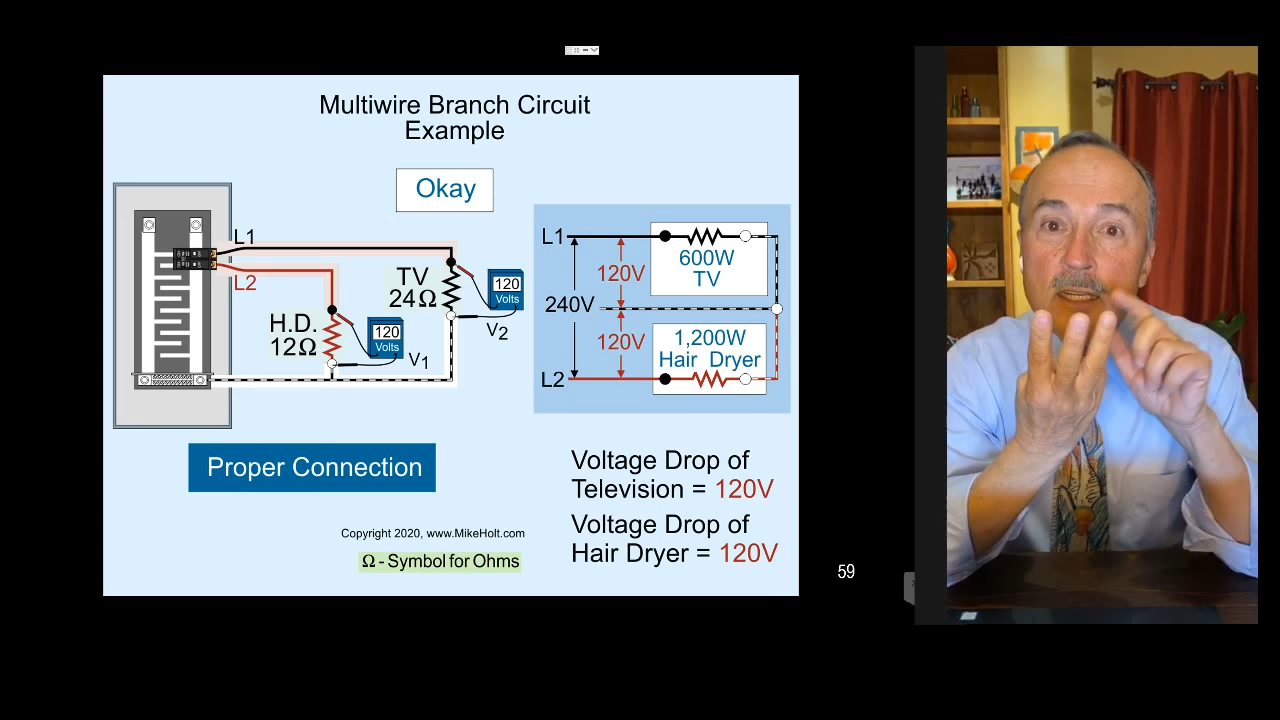 Multiwire Branch Circuit
Example
Okay
L1
L2
TV
24Ω
120
Volts
V2
H.D.
12Ω
120
Volts
V1
L1
600W
TV
120V
240V
120V
1,200W
Hair Dryer
L2
Proper Connection
Voltage Drop of
Television = 120V
Voltage Drop of
Hair Dryer = 120V
Copyright 2020, www.MikeHolt.com
Ω - Symbol for Ohms
59